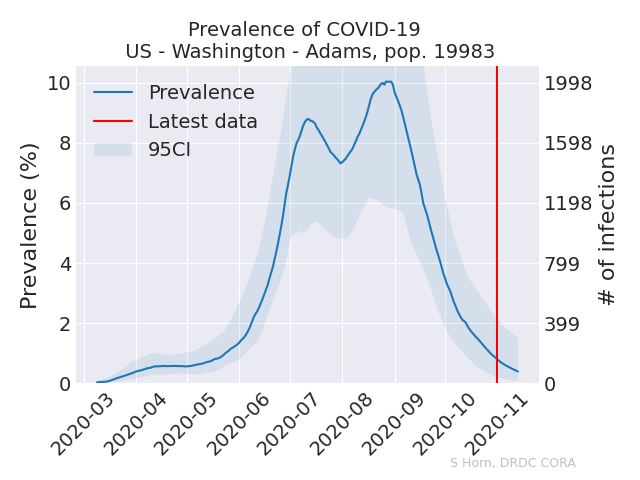 Prevalence of COVID-19
US - Washington - Adams, pop. 19983
Prevalence (%)
10
8
6
4
2
0
Prevalence
Latest data
95CI
1998
1598
1198
799
399
0
# of infections
2020-03
2020-04
2020-05
2020-06
2020-07
2020-08
2020-09
2020-10
2020-11
S Horn, DRDC CORA